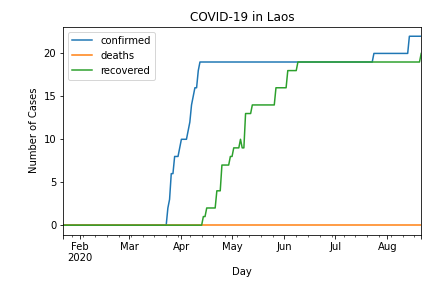 COVID-19 in Laos
confirmed
deaths
recovered
Number of Cases
20
15
10
5
0
Feb Mar Apr May Jun Jul Aug
2020
Day